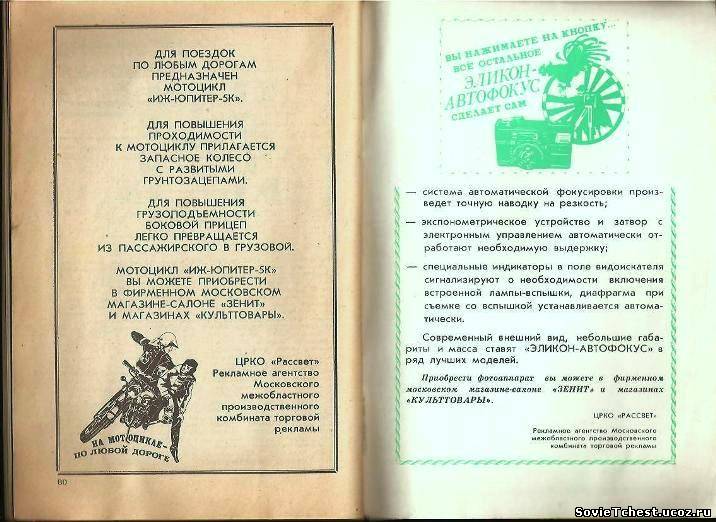 ДЛЯ ПОЕЗДОК
ПО ЛЮБЫМ ДОРОГАМ
ПРЕДНАЗНАЧЕН
МОТОЦИКЛ
«ИЖ-ЮПИТЕР-5К».
ДЛЯ ПОВЫШЕНИЯ
ПРОХОДИМОСТИ
К МОТОЦИКЛУ ПРИЛАГАЕТСЯ
ЗАПАСНОЕ КОЛЕСО
С РАЗВИТЫМИ
ГРУНТОЗАЦЕПАМИ.
ДЛЯ ПОВЫШЕНИЯ
ГРУЗОПОДЪЕМНОСТИ
БОКОВОЙ ПРИЦЕП
ЛЕГКО ПРЕВРАЩАЕТСЯ
ИЗ ПАССАЖИРСКОГО В ГРУЗОВОЙ.
МОТОЦИКЛ «ИЖ-ЮПИТЕР-5К»
ВЫ МОЖЕТЕ ПРИОБРЕСТИ
В ФИРМЕННОМ МОСКОВСКОМ
МАГАЗИНЕ-САЛОНЕ «ЗЕНИТ»
И МАГАЗИНАХ «КУЛЬТТОВАРЫ».
ЦРКО «Рассвет»
Рекламное агентство
Московского
межобластного
производственного
комбината торговой
рекламы
НА МОТОЦИКЛЕ-
ПО ЛЮБОЙ ДОРОГЕ
80
ВЫ НАЖИМАЕТЕ НА КНОПКУ...
ВСЕ ОСТАЛЬНОЕ
ЭЛИКОН-
АВТОФОКУС
СДЕЛАЕТ САМ
— система автоматической фокусировки произ-
ведет точную наводку на резкость;
— экспонометрическое устройство и затвор с
электронным управлением автоматически от-
работают необходимую выдержку;
— специальные индикаторы в поле видоискателя
сигнализируют о необходимости включения
встроенной лампы-вспышки, диафрагма при
съемке со вспышкой устанавливается автома-
тически.
Современный внешний вид, небольшие габа-
риты и масса ставят «ЭЛИКОН-АВТОФОКУС» в
ряд лучших моделей.
Приобрести фотоаппарат вы можете в фирменном
московском магазине-салоне «ЗЕНИТ» и магазинах
«КУЛЬТТОВАРЫ».
ЦРКО «РАССВЕТ»
Рекламное агентство Московского
межобластного производственного
комбината торговой рекламы
SovieTchest.ucoz.ru